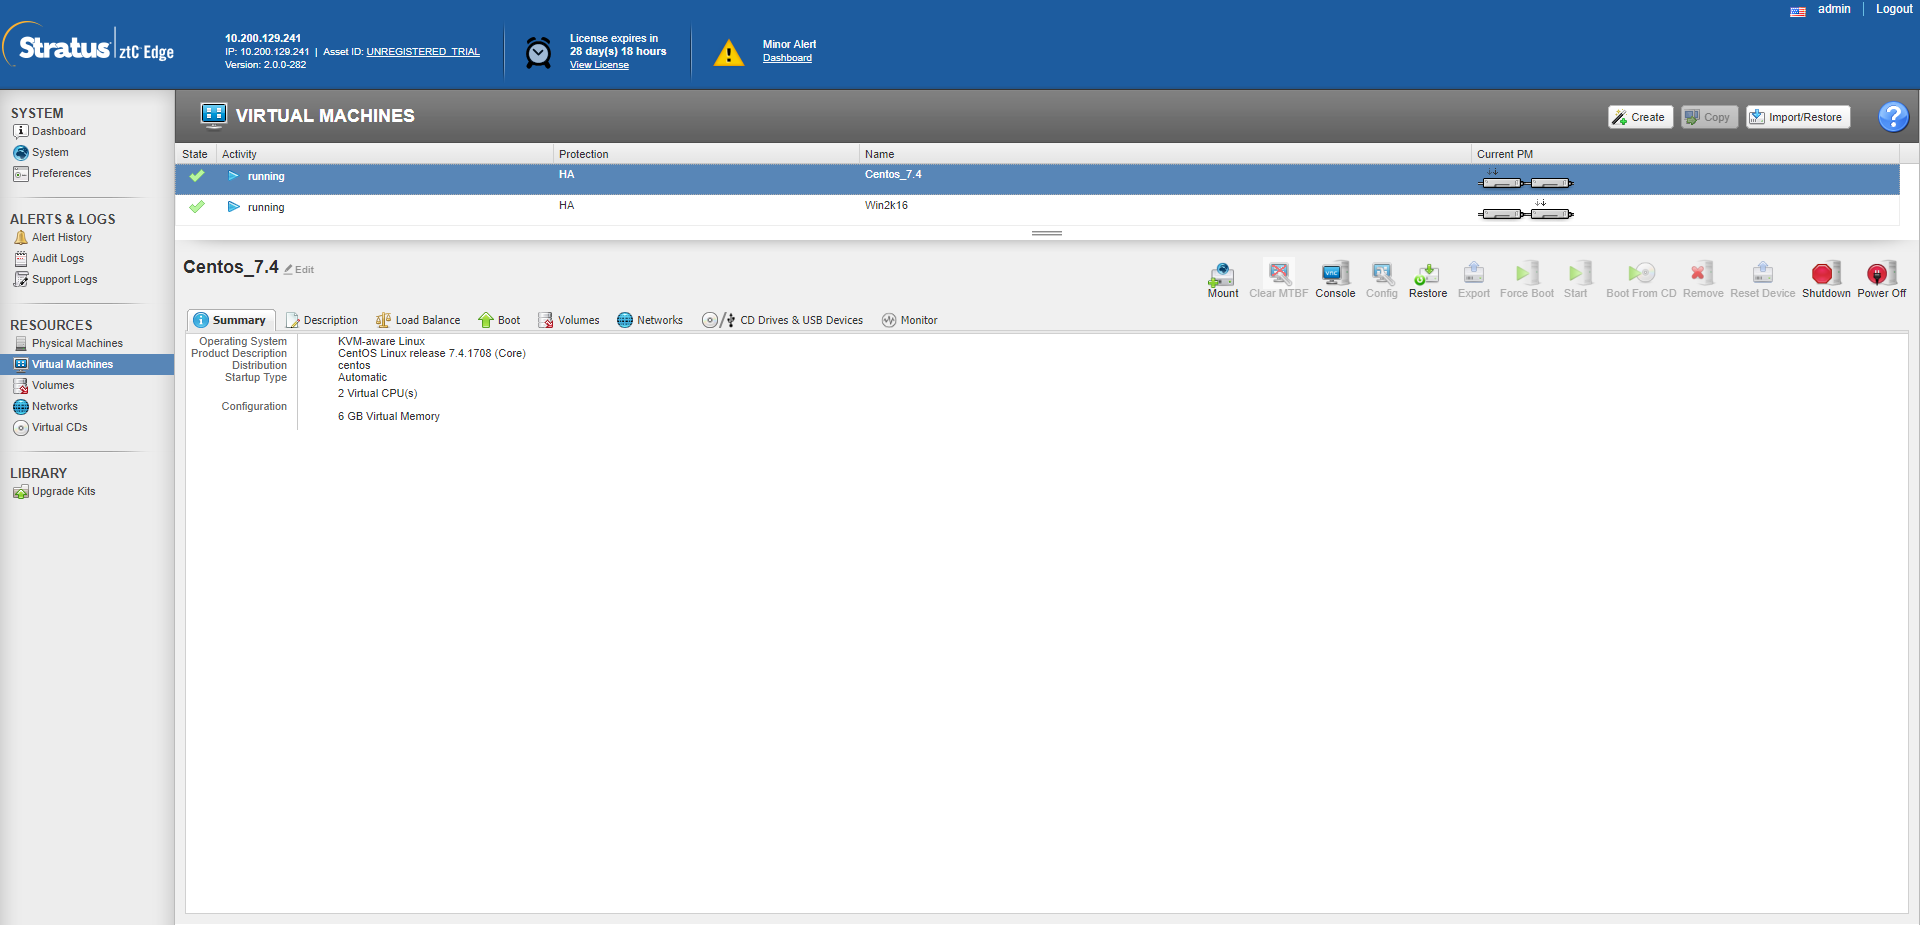 admin | Logout
Stratus ztC Edge
10.200.129.241
IP: 10.200.129.241 | Asset ID: UNREGISTERED_TRIAL
Version: 2.0.0-282
License expires in
28 day(s) 18 hours
View License
Minor Alert
Dashboard
SYSTEM
Dashboard
System
Preferences
ALERTS & LOGS
Alert History
Audit Logs
Support Logs
RESOURCES
Physical Machines
Virtual Machines
Volumes
Networks
Virtual CDs
LIBRARY
Upgrade Kits
VIRTUAL MACHINES
Create Copy Import/Restore ?
State Activity Protection Name Current PM
running HA Centos_7.4
running HA Win2k16
Centos_7.4 Edit
Mount Clear MTBF Console Config Restore Export Force Boot Start Boot From CD Remove Reset Device Shutdown Power Off
Summary Description Load Balance Boot Volumes Networks CD Drives & USB Devices Monitor
Operating System KVM-aware Linux
Product Description CentOS Linux release 7.4.1708 (Core)
Distribution centos
Startup Type Automatic
2 Virtual CPU(s)
Configuration
6 GB Virtual Memory